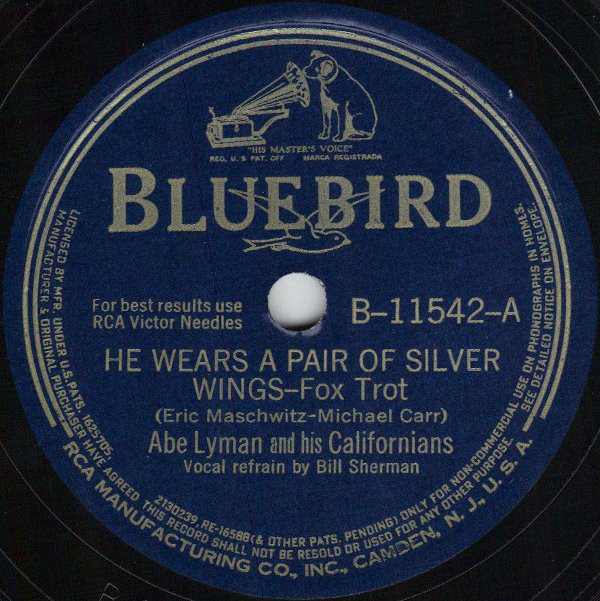 "HIS MASTER'S VOICE"
REG. U. S. PAT. OFF. MARCA REGISTRADA
BLUEBIRD
For best results use
RCA Victor Needles
B-11542-A
HE WEARS A PAIR OF SILVER
WINGS-Fox Trot
(Eric Maschwitz-Michael Carr)
Abe Lyman and his Californians
Vocal refrain by Bill Sherman
LICENSED BY MFR. UNDER U.S. PATS. 1625705, 2130239, RE-16588 (& OTHER PATS. PENDING) ONLY FOR NON-COMMERCIAL USE ON PHONOGRAPHS IN HOMES.
MANUFACTURER & ORIGINAL PURCHASER HAVE AGREED THIS RECORD SHALL NOT BE RESOLD OR USED FOR ANY OTHER PURPOSE. SEE DETAILED NOTICE ON ENVELOPE.
RCA MANUFACTURING CO., INC., CAMDEN, N. J., U. S. A.